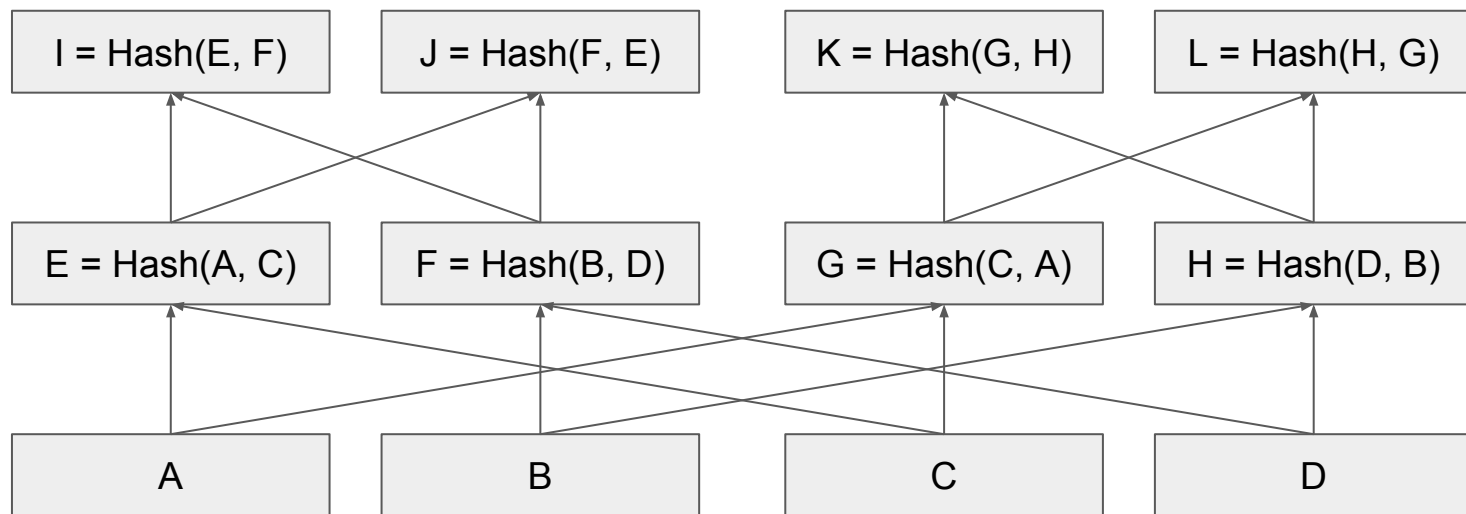 I = Hash(E, F)
J = Hash(F, E)
K = Hash(G, H)
L = Hash(H, G)
E = Hash(A, C)
F = Hash(B, D)
G = Hash(C, A)
H = Hash(D, B)
A
B
C
D